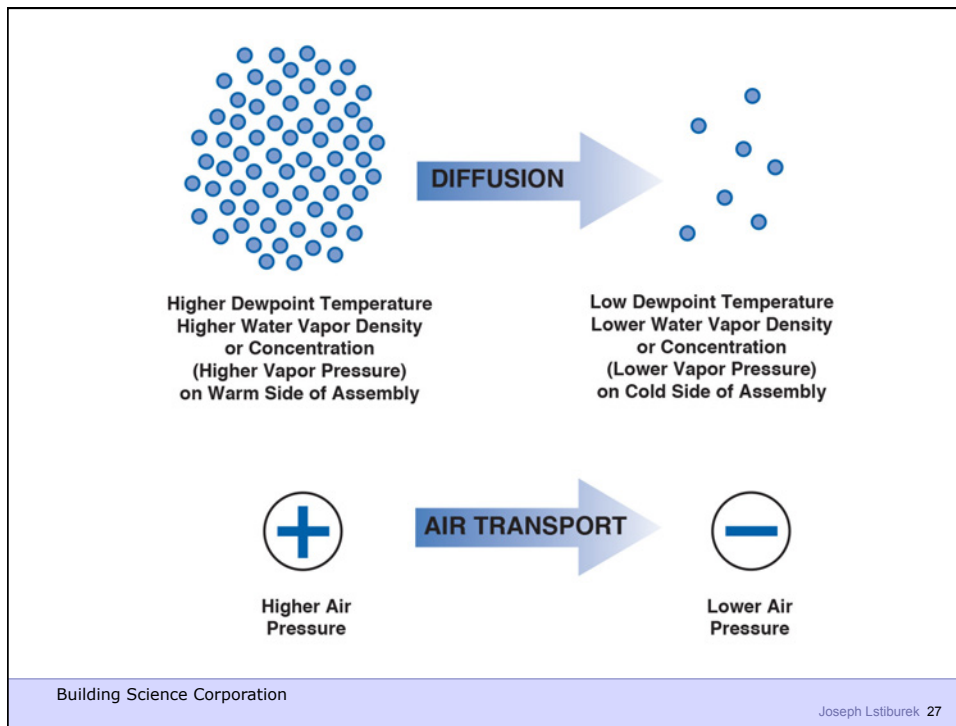 DIFFUSION
Higher Dewpoint Temperature
Higher Water Vapor Density
or Concentration
(Higher Vapor Pressure)
on Warm Side of Assembly
Low Dewpoint Temperature
Lower Water Vapor Density
or Concentration
(Lower Vapor Pressure)
on Cold Side of Assembly
AIR TRANSPORT
Higher Air
Pressure
Lower Air
Pressure
Building Science Corporation
Joseph Lstiburek 27